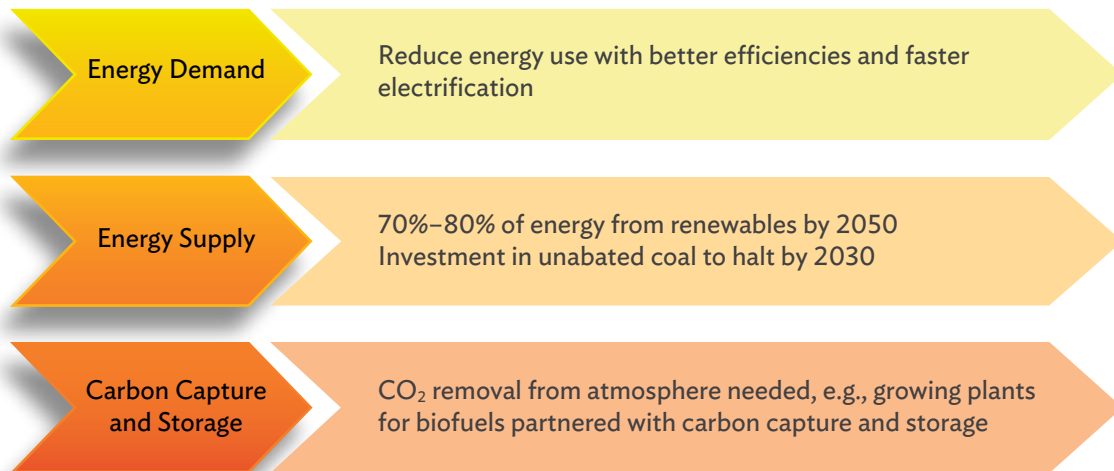 Energy Demand
Reduce energy use with better efficiencies and faster
electrification
Energy Supply
70%–80% of energy from renewables by 2050
Investment in unabated coal to halt by 2030
Carbon Capture
and Storage
CO₂ removal from atmosphere needed, e.g., growing plants
for biofuels partnered with carbon capture and storage